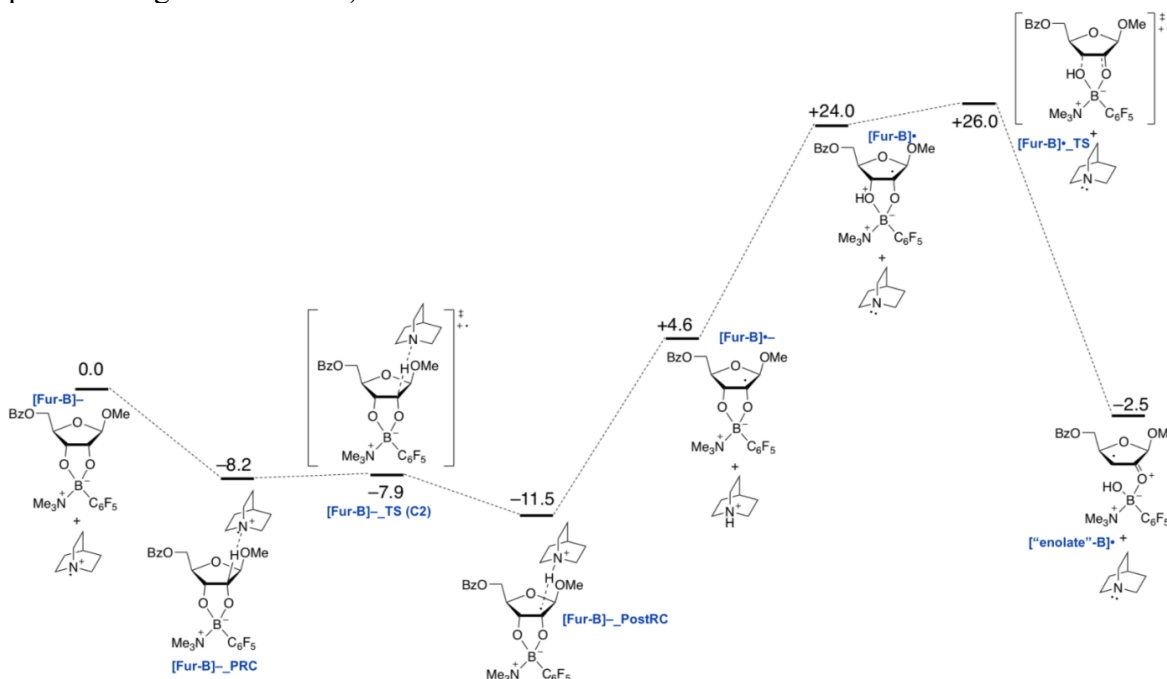 0.0
[Fur-B]–
BzO
O
OMe
O
O
B–
Me3N+
C6F5
+
N+
–8.2
N+
H
BzO
O
OMe
O
O
B–
Me3N+
C6F5
[Fur-B]–_PRC
‡
+ •
N
H
BzO
O
OMe
O
O
B–
Me3N+
C6F5
–7.9
[Fur-B]–_TS (C2)
–11.5
N+
H
BzO
O
OMe
[Fur-B]–_PostRC
O
O
B–
Me3N+
C6F5
+4.6
[Fur-B]•–
BzO
O
OMe
O
O
B–
Me3N+
C6F5
+
N+
H
+24.0
[Fur-B]•
BzO
O
OMe
HO+
O
B–
Me3N+
C6F5
+
N
+26.0
‡
+ •
BzO
O
OMe
HO
O
B–
Me3N+
C6F5
[Fur-B]•_TS
+
N
–2.5
BzO
O
HO
O+
B–
Me3N+
C6F5
["enolate"-B]•
+
N